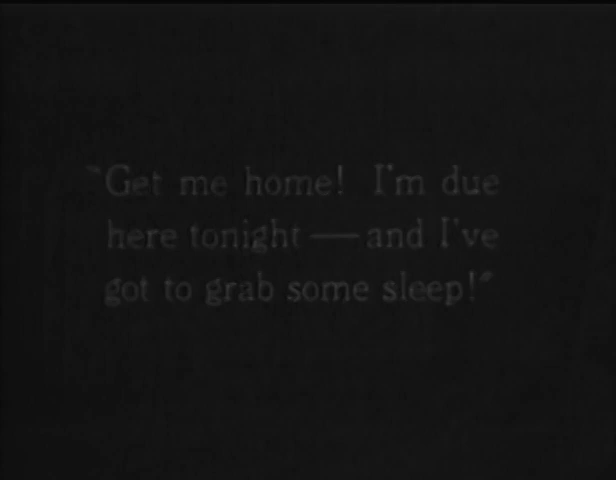 "Get me home! I'm due
here tonight — and I've
got to grab some sleep!"